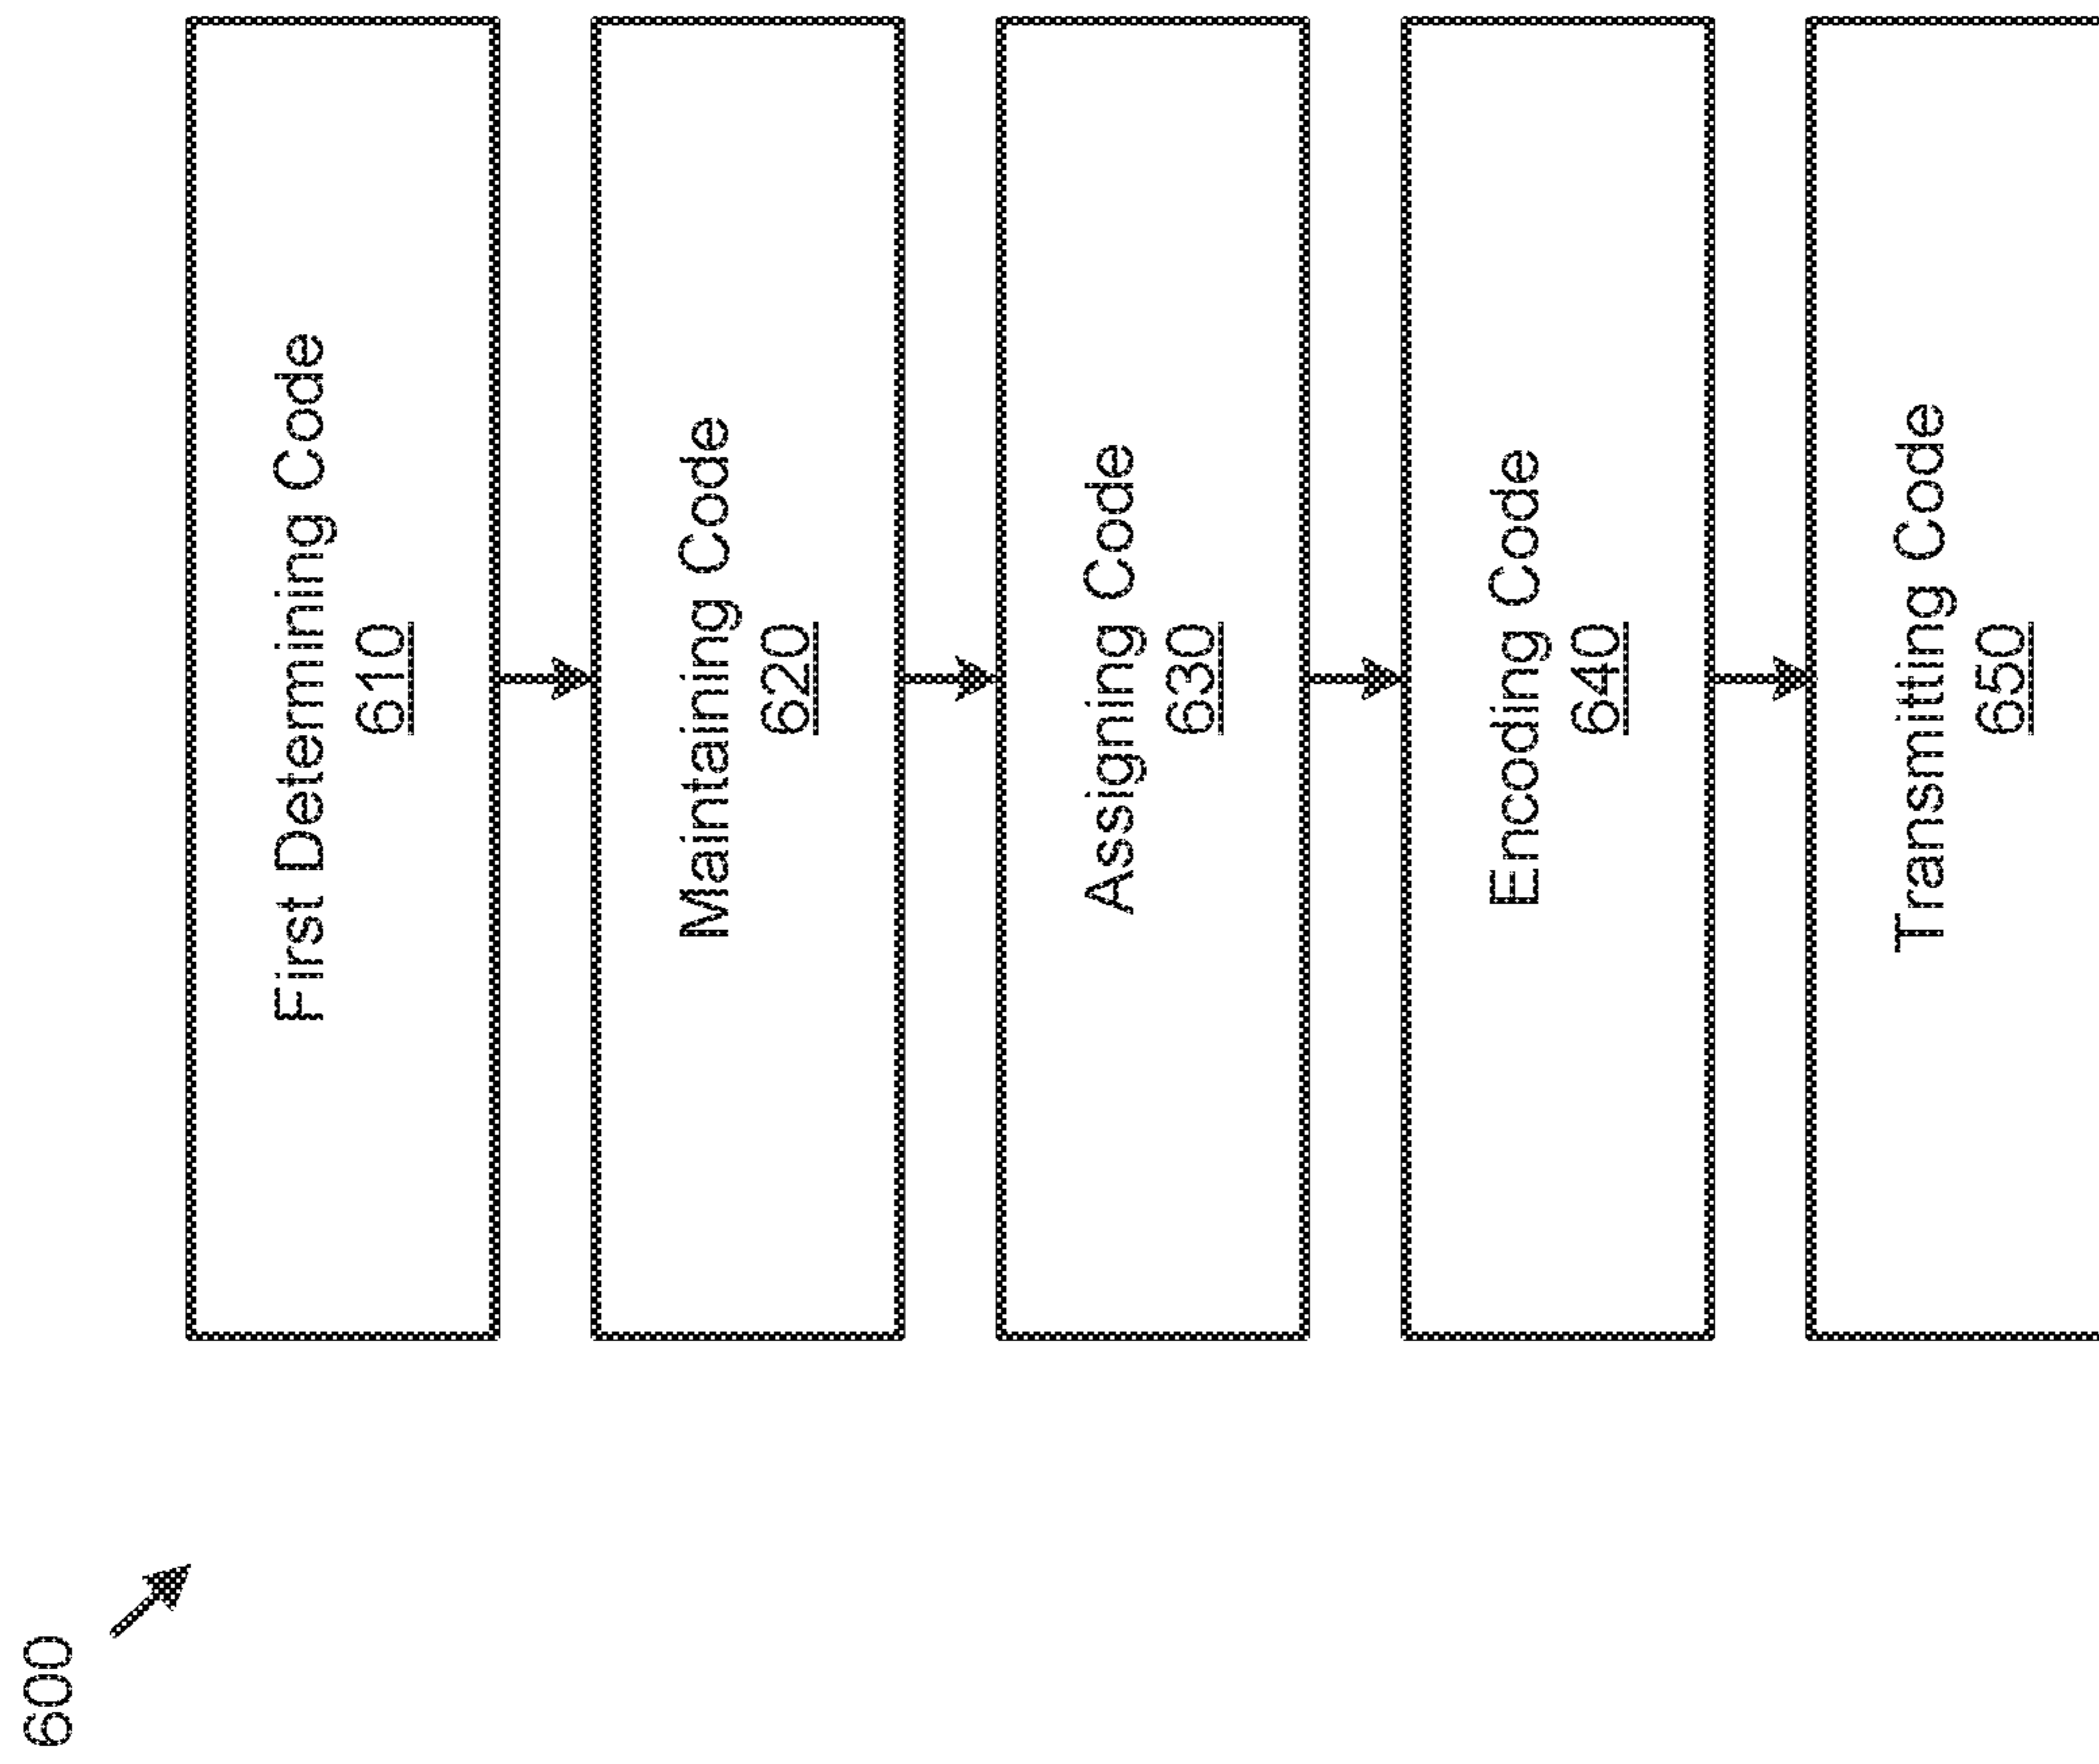 600
First Determining Code
610
Maintaining Code
620
Assigning Code
630
Encoding Code
640
Transmitting Code
650